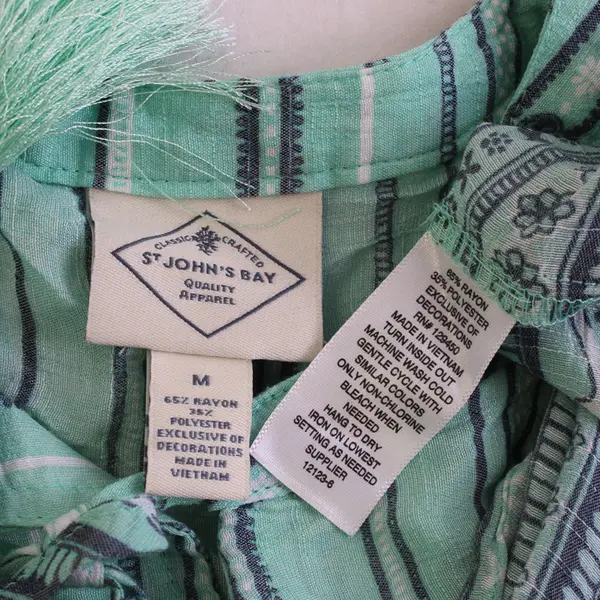 CLASSIC CRAFTED
ST JOHN'S BAY
QUALITY
APPAREL
M
65% RAYON
35%
POLYESTER
EXCLUSIVE OF
DECORATIONS
MADE IN
VIETNAM
65% RAYON
35% POLYESTER
EXCLUSIVE OF
DECORATIONS
RN# 129450
MADE IN VIETNAM
TURN INSIDE OUT
MACHINE WASH COLD
GENTLE CYCLE WITH
SIMILAR COLORS
ONLY NON-CHLORINE
BLEACH WHEN
NEEDED
HANG TO DRY
IRON ON LOWEST
SETTING AS NEEDED
SUPPLIER
12123-6